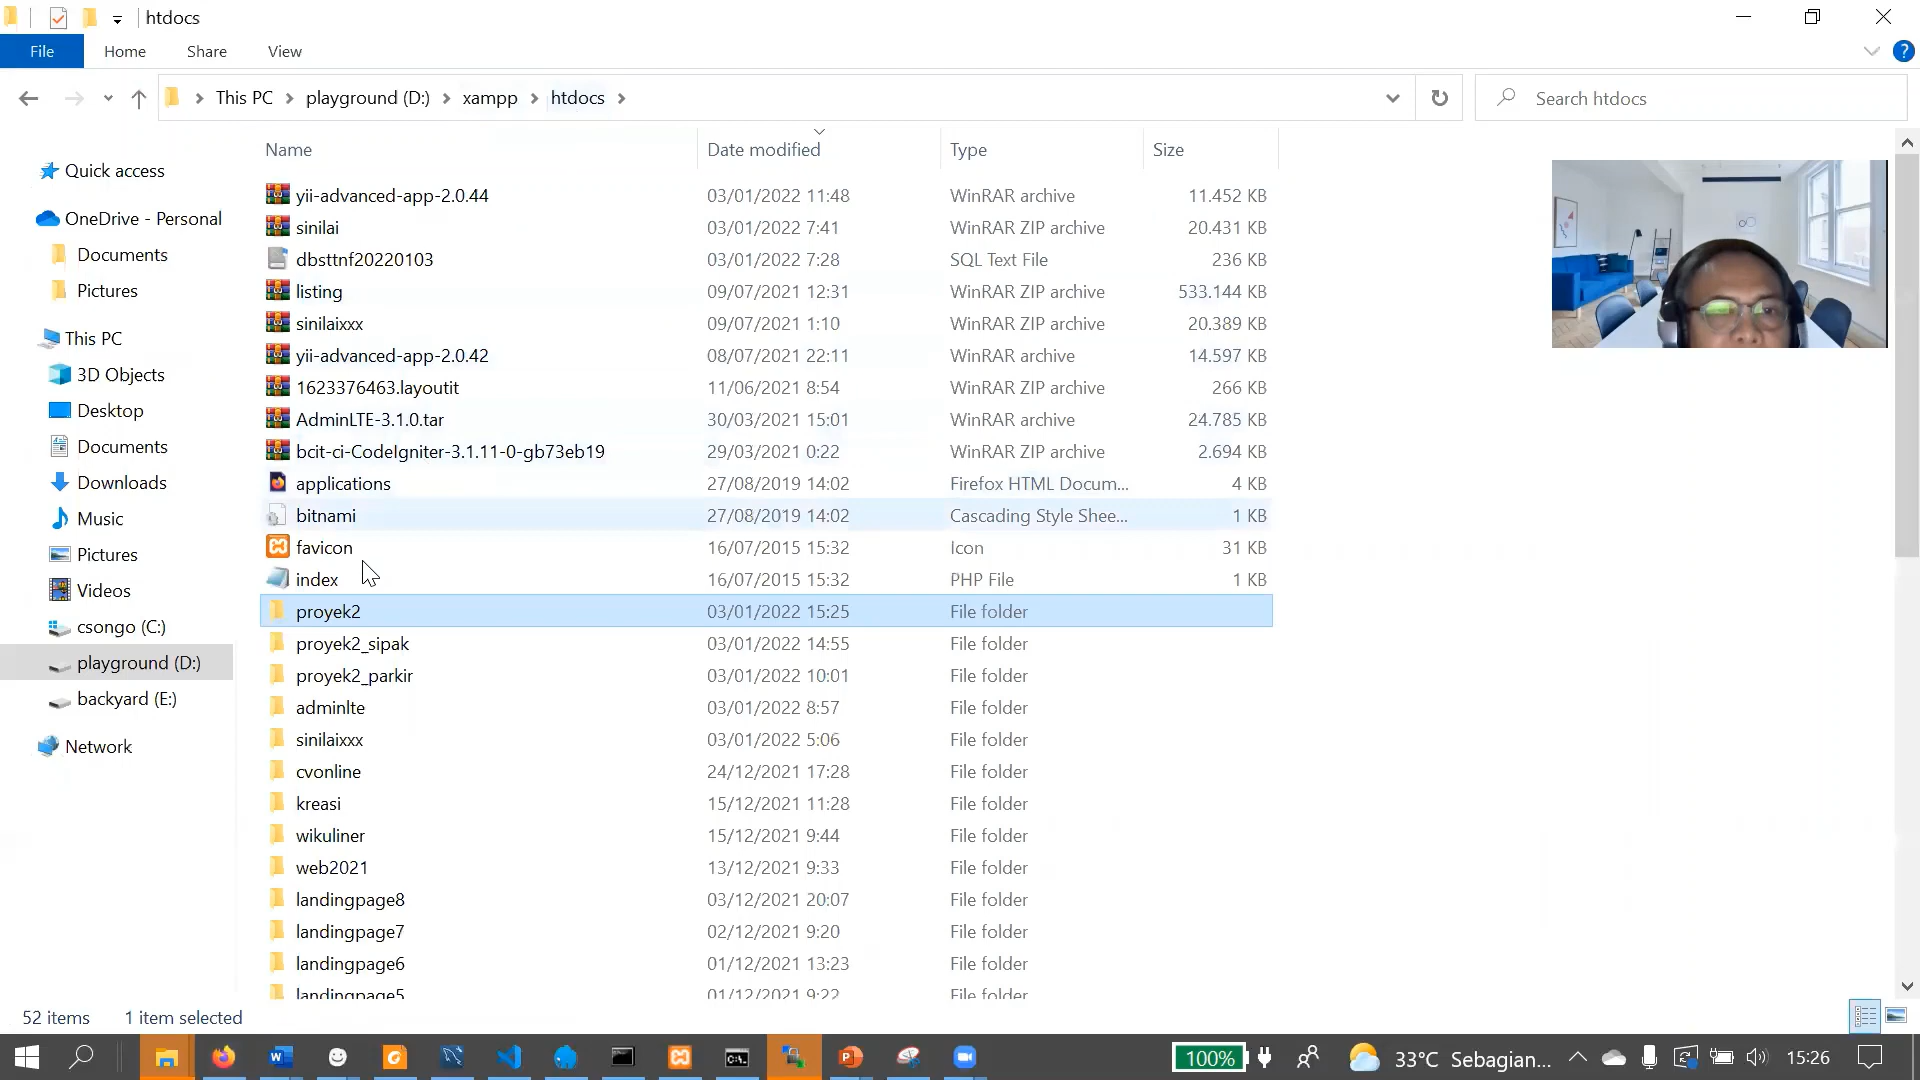 htdocs
File Home Share View
This PC playground (D:) xampp htdocs Search htdocs
Name Date modified Type Size
Quick access
OneDrive - Personal
Documents
Pictures
This PC
3D Objects
Desktop
Documents
Downloads
Music
Pictures
Videos
csongo (C:)
playground (D:)
backyard (E:)
Network
yii-advanced-app-2.0.44 03/01/2022 11:48 WinRAR archive 11.452 KB
sinilai 03/01/2022 7:41 WinRAR ZIP archive 20.431 KB
dbsttnf20220103 03/01/2022 7:28 SQL Text File 236 KB
listing 09/07/2021 12:31 WinRAR ZIP archive 533.144 KB
sinilaixxx 09/07/2021 1:10 WinRAR ZIP archive 20.389 KB
yii-advanced-app-2.0.42 08/07/2021 22:11 WinRAR archive 14.597 KB
1623376463.layoutit 11/06/2021 8:54 WinRAR ZIP archive 266 KB
AdminLTE-3.1.0.tar 30/03/2021 15:01 WinRAR archive 24.785 KB
bcit-ci-CodeIgniter-3.1.11-0-gb73eb19 29/03/2021 0:22 WinRAR ZIP archive 2.694 KB
applications 27/08/2019 14:02 Firefox HTML Docum... 4 KB
bitnami 27/08/2019 14:02 Cascading Style Shee... 1 KB
favicon 16/07/2015 15:32 Icon 31 KB
index 16/07/2015 15:32 PHP File 1 KB
proyek2 03/01/2022 15:25 File folder
proyek2_sipak 03/01/2022 14:55 File folder
proyek2_parkir 03/01/2022 10:01 File folder
adminlte 03/01/2022 8:57 File folder
sinilaixxx 03/01/2022 5:06 File folder
cvonline 24/12/2021 17:28 File folder
kreasi 15/12/2021 11:28 File folder
wikuliner 15/12/2021 9:44 File folder
web2021 13/12/2021 9:33 File folder
landingpage8 03/12/2021 20:07 File folder
landingpage7 02/12/2021 9:20 File folder
landingpage6 01/12/2021 13:23 File folder
landingpage5 01/12/2021 9:22 File folder
52 items 1 item selected
100% 33°C Sebagian... 15:26